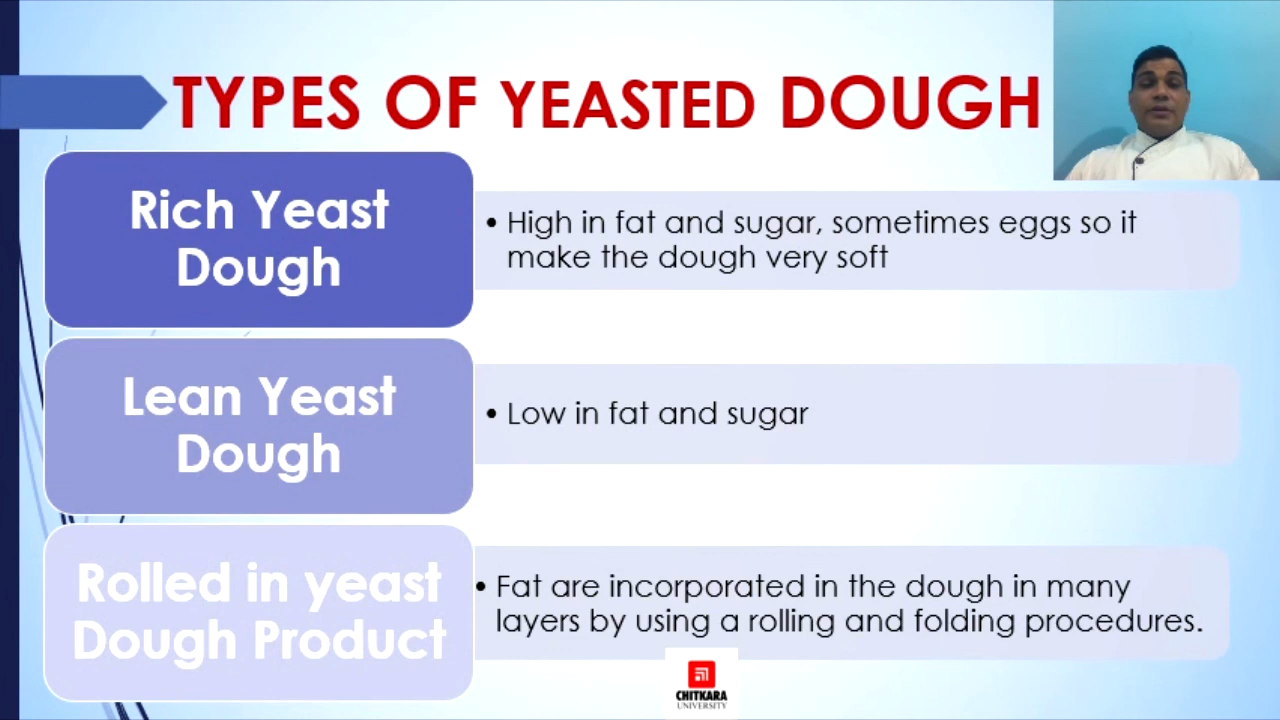 TYPES OF YEASTED DOUGH
Rich Yeast
Dough
• High in fat and sugar, sometimes eggs so it
make the dough very soft
Lean Yeast
Dough
• Low in fat and sugar
Rolled in yeast
Dough Product
• Fat are incorporated in the dough in many
layers by using a rolling and folding procedures.
CHITKARA
UNIVERSITY